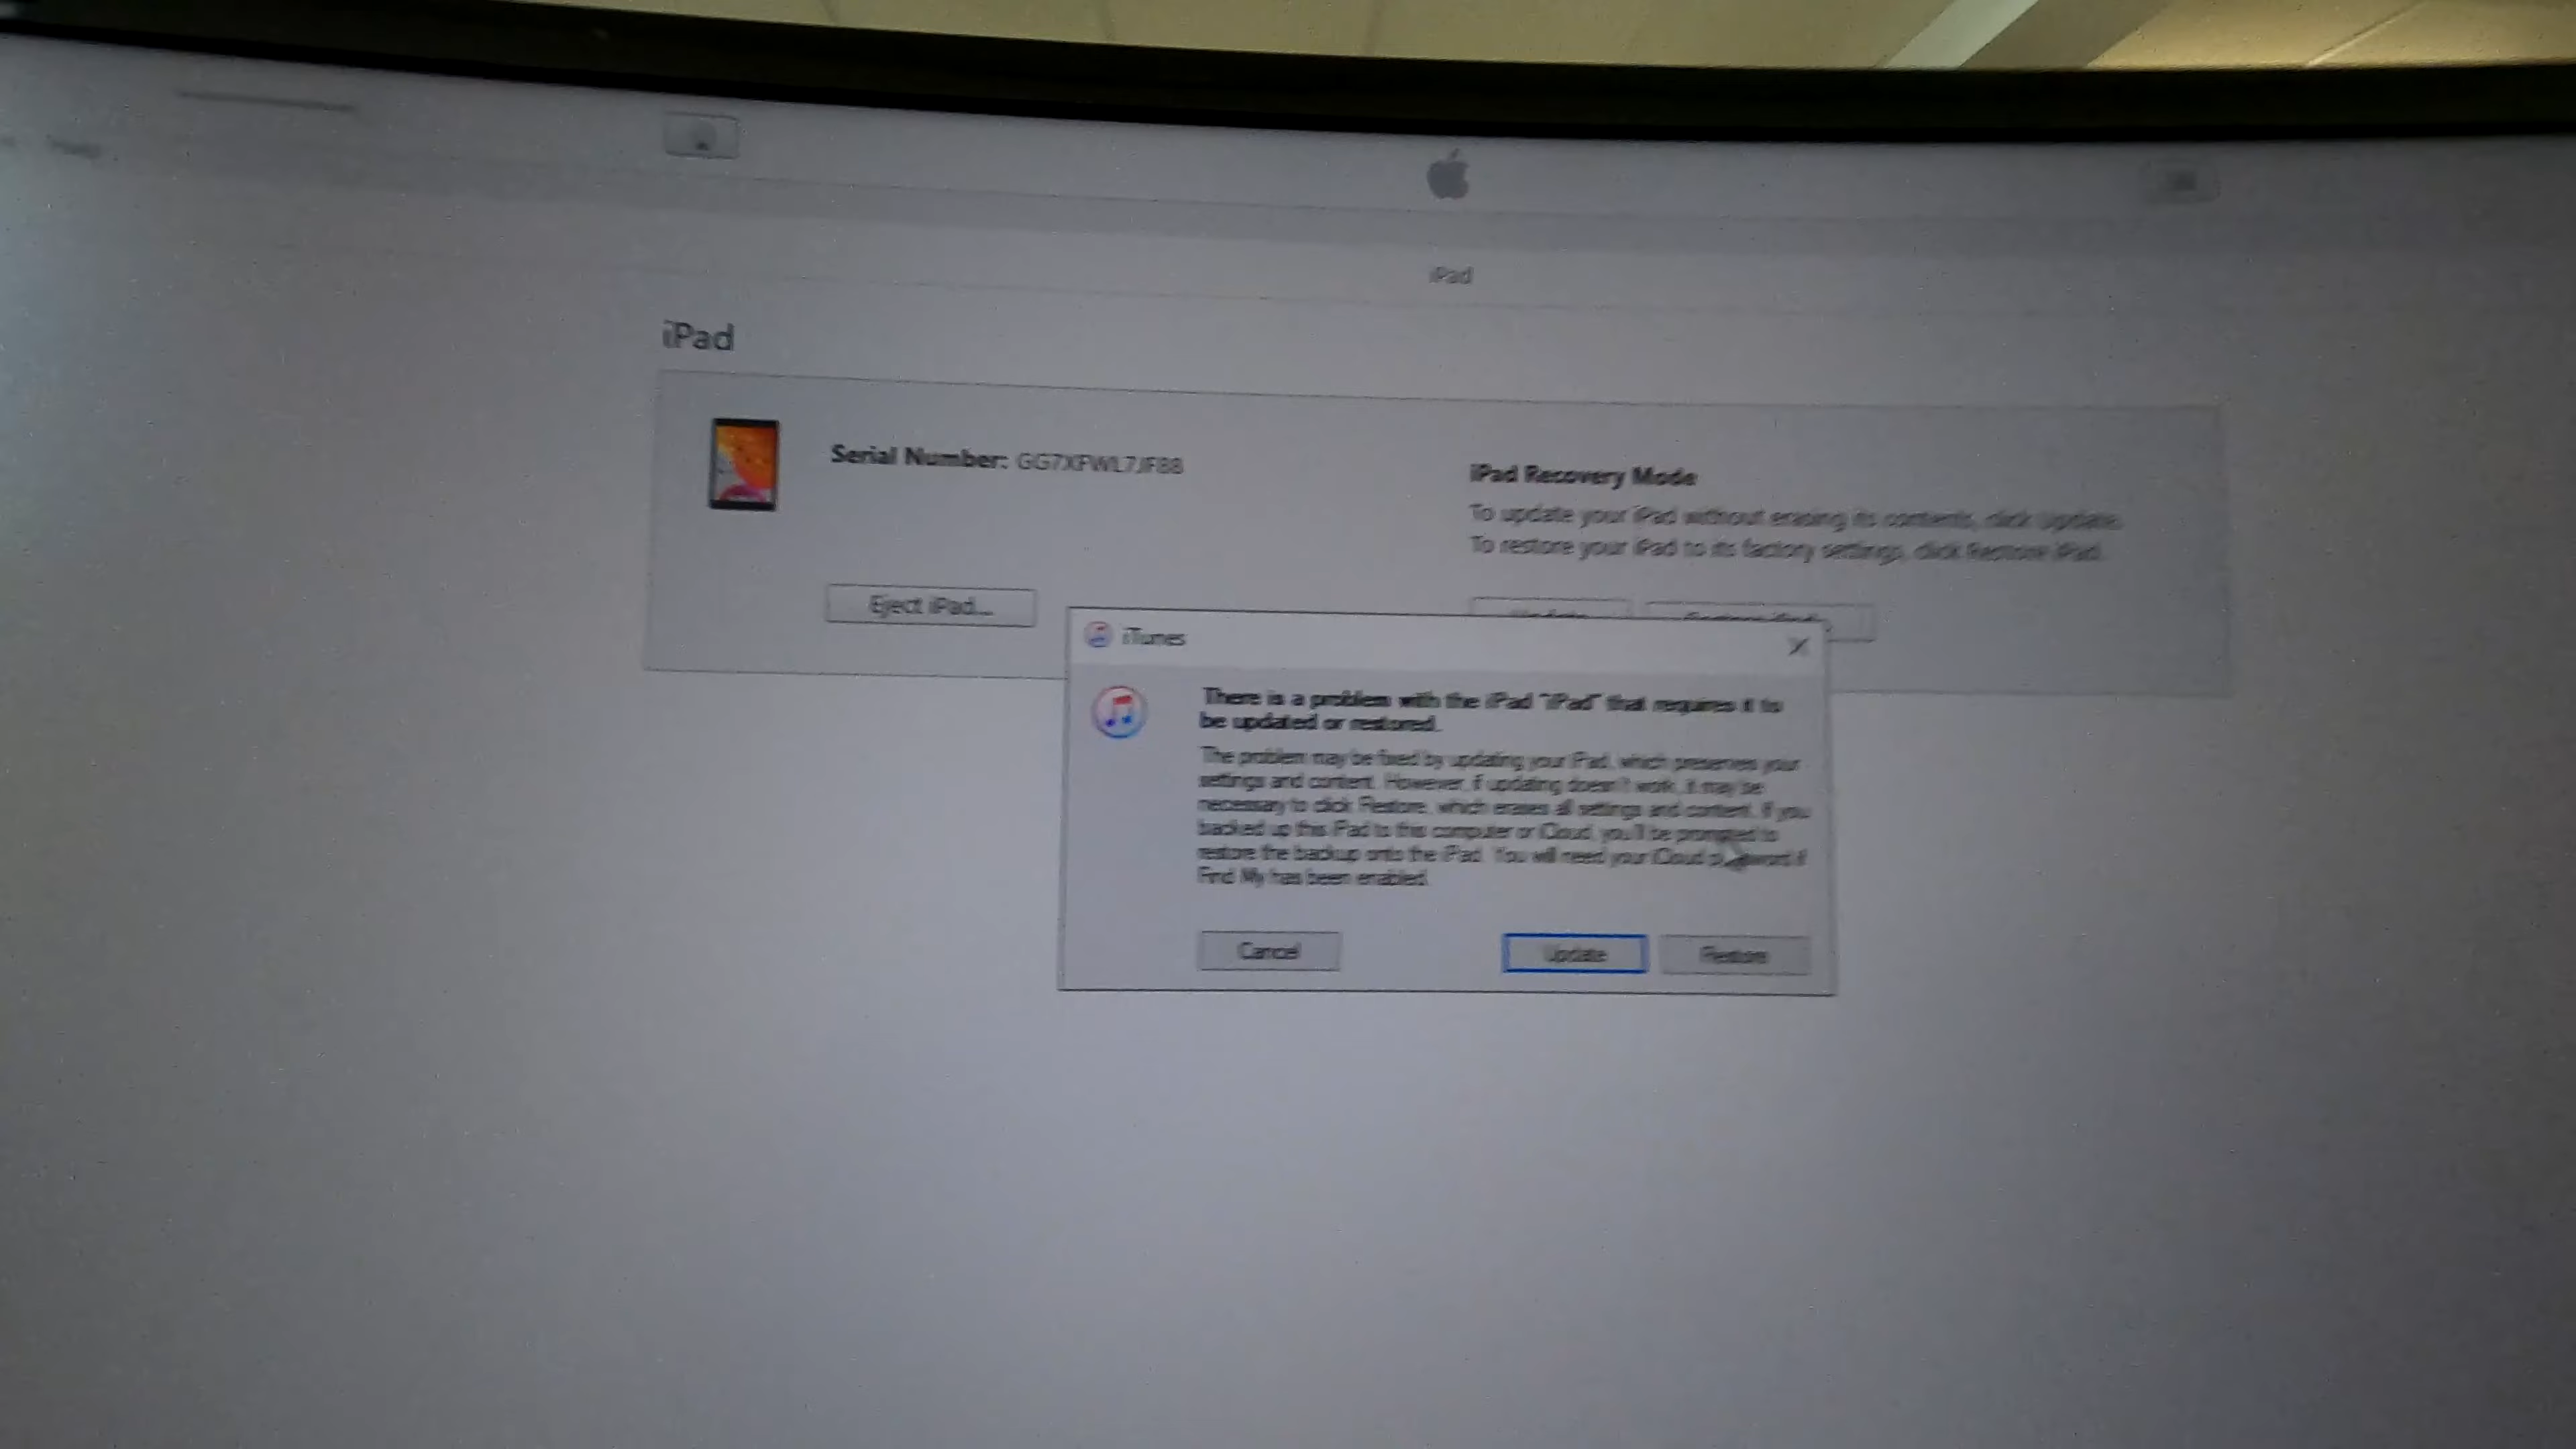 Help
iPad
iPad
Serial Number:
iPad Recovery Mode
To update your iPad without erasing its contents, click Update.
To restore your iPad to its factory settings, click Restore iPad.
Eject iPad...
Update
Restore iPad...
iTunes
There is a problem with the iPad "iPad" that requires it to
be updated or restored.
The problem may be fixed by updating your iPad, which preserves your
settings and content. However, if updating doesn't work, it may be
necessary to click Restore, which erases all settings and content. If you
backed up this iPad to this computer or iCloud, you'll be prompted to
restore the backup onto the iPad. You will need your iCloud password if
Find My has been enabled.
Cancel
Update
Restore